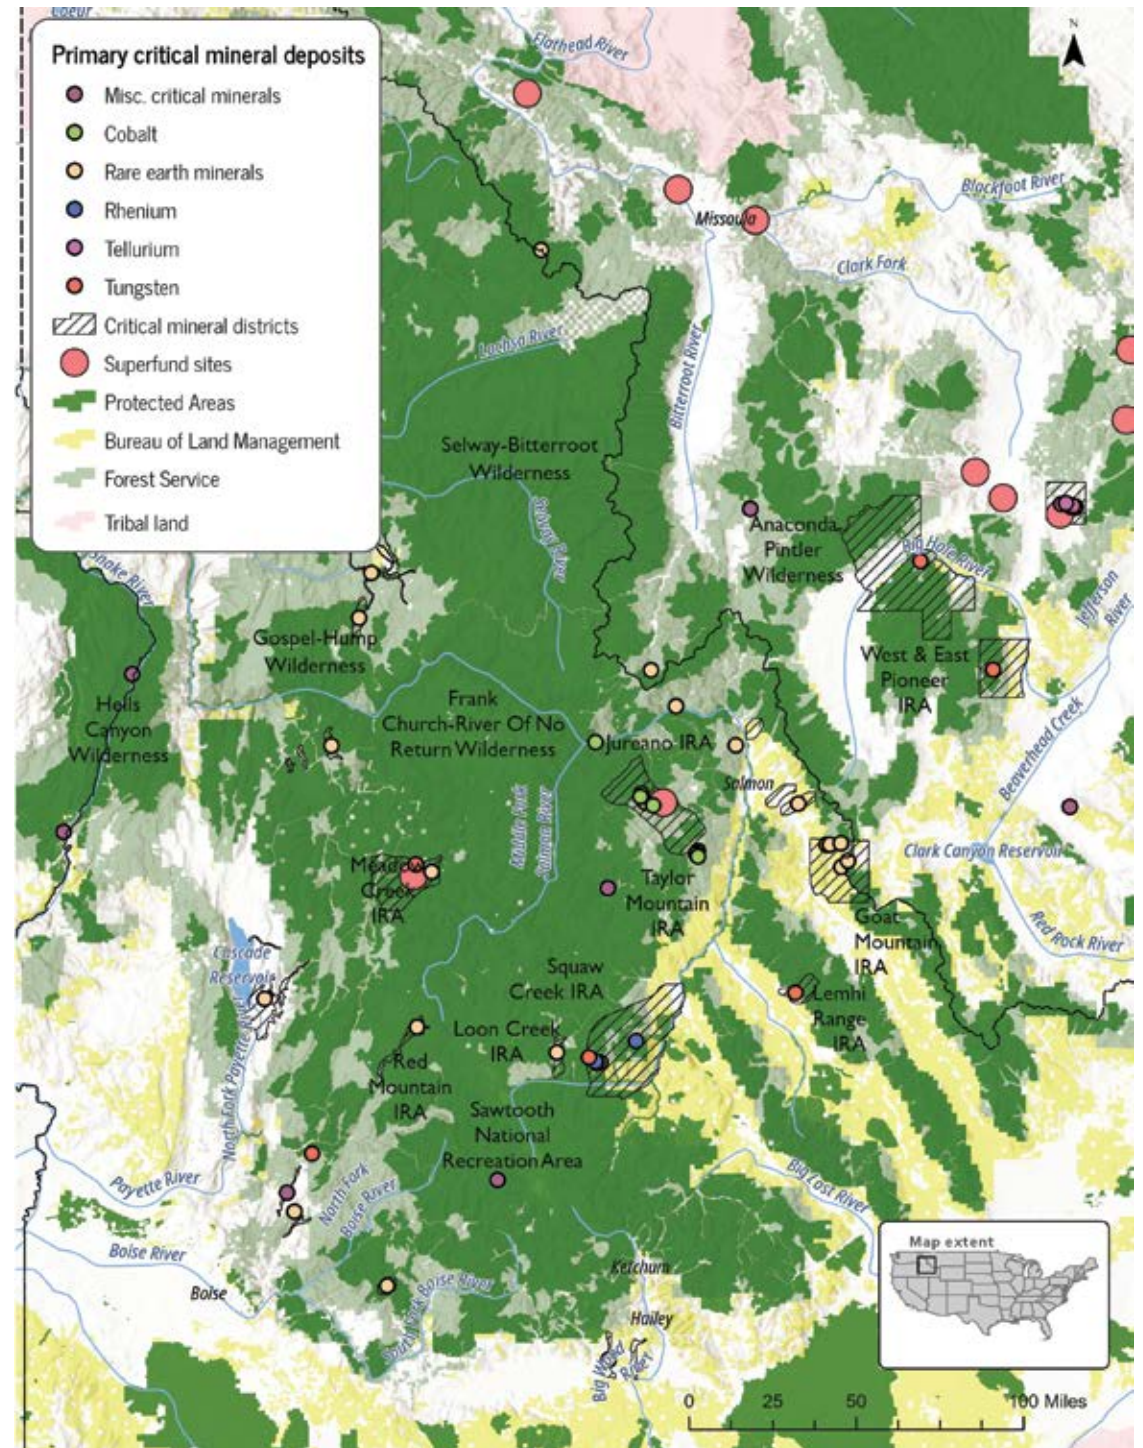 Coeur
Primary critical mineral deposits
Misc. critical minerals
Cobalt
Rare earth minerals
Rhenium
Tellurium
Tungsten
Critical mineral districts
Superfund sites
Protected Areas
Bureau of Land Management
Forest Service
Tribal land
N
Flathead River
Blackfoot River
Missoula
Clark Fork
Lochsa River
Bitterroot River
Selway-Bitterroot
Wilderness
Selway River
Anaconda
Pintler
Wilderness
Big Hole River
Jefferson
River
Snake River
Gospel-Hump
Wilderness
West & East
Pioneer
IRA
Hells
Canyon
Wilderness
Frank
Church-River Of No
Return Wilderness
Jureano IRA
Beaverhead Creek
Salmon
Middle Fork
Salmon River
Meadow
Creek
IRA
Taylor
Mountain
IRA
Clark Canyon Reservoir
Goat
Mountain
IRA
Red Rock River
Cascade
Reservoir
Squaw
Creek IRA
Lemhi
Range
IRA
Loon Creek
IRA
Red
Mountain
IRA
North Fork Payette River
Sawtooth
National
Recreation Area
Payette River
North Fork
Boise River
Big Lost River
Boise River
Boise
South Fork Boise River
Ketchum
Hailey
Big Wood
River
Map extent
0 25 50 100 Miles